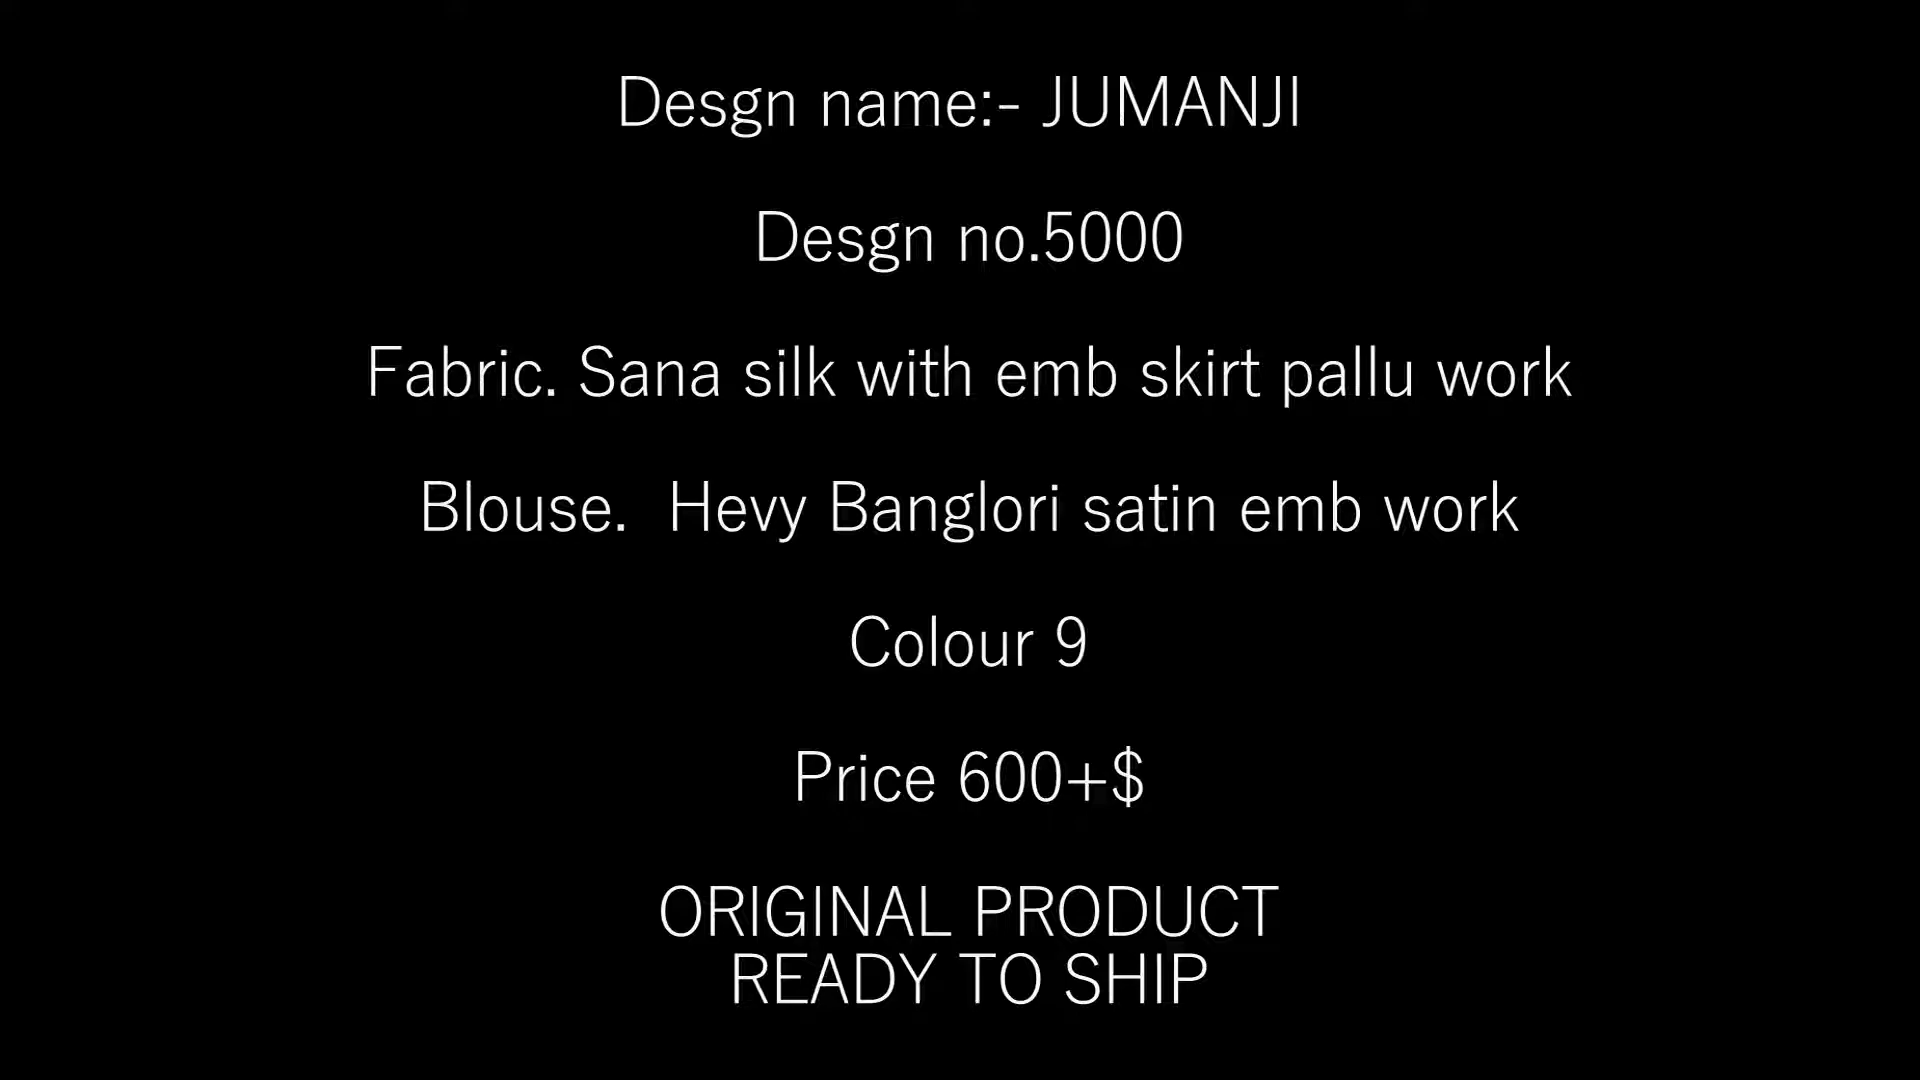 Desgn name:- JUMANJI
Desgn no.5000
Fabric. Sana silk with emb skirt pallu work
Blouse.  Hevy Banglori satin emb work
Colour 9
Price 600+$
ORIGINAL PRODUCT
READY TO SHIP